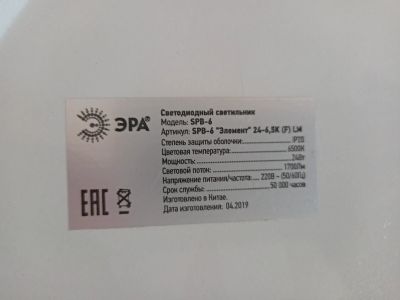 ЭРА®
Светодиодный светильник
Модель: SPB-6
Артикул: SPB-6 "Элемент" 24-6,5K (F) LM
Степень защиты оболочки: IP20
Цветовая температура: 6500K
Мощность: 24Вт
Световой поток: 1700Лм
Напряжение питания/частота: 220В ~ (50/60Гц)
Срок службы: 50 000 часов
Изготовлено в Китае.
Дата изготовления: 04.2019
EAC